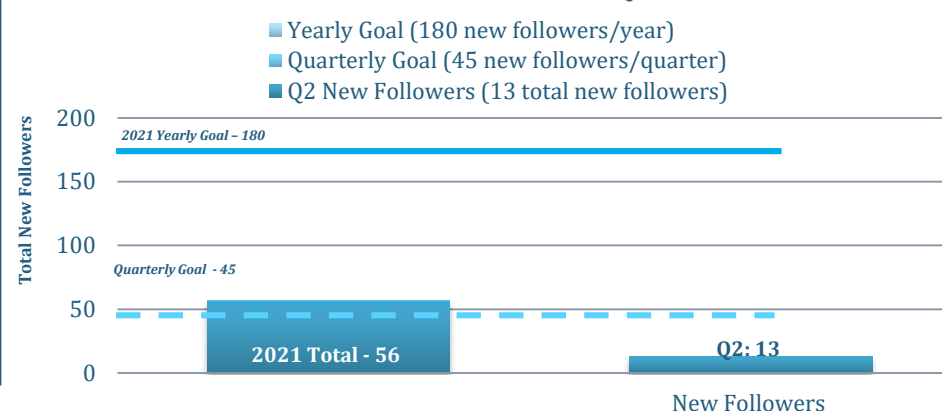 Yearly Goal (180 new followers/year)
Quarterly Goal (45 new followers/quarter)
Q2 New Followers (13 total new followers)
Total New Followers
200
2021 Yearly Goal – 180
150
100
Quarterly Goal - 45
50
2021 Total - 56
Q2: 13
0
New Followers